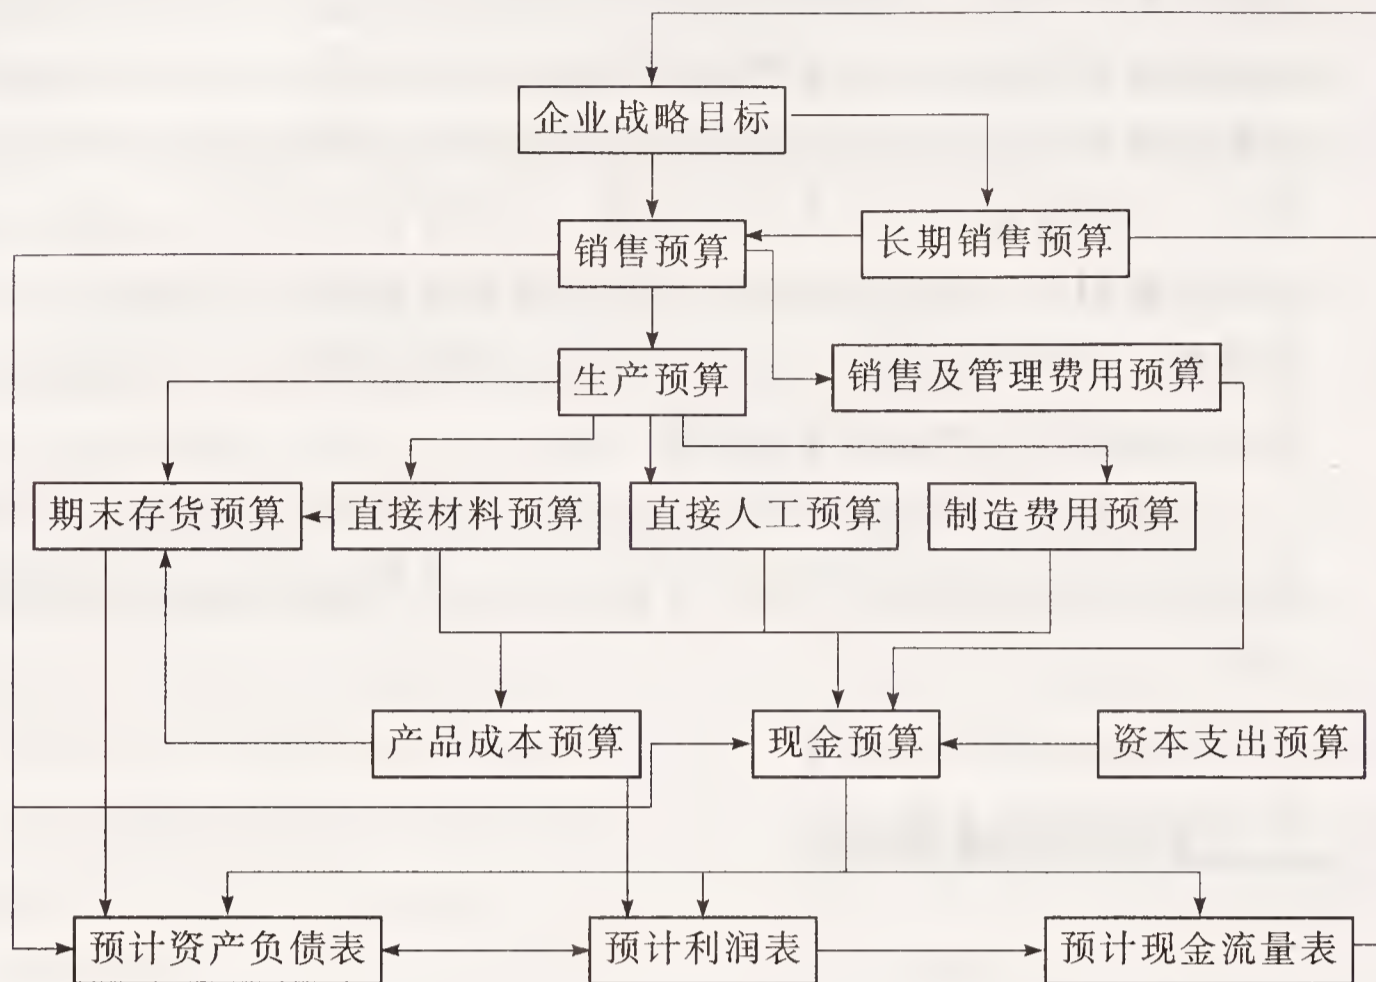 企业战略目标
销售预算
长期销售预算
生产预算
销售及管理费用预算
期末存货预算
直接材料预算
直接人工预算
制造费用预算
产品成本预算
现金预算
资本支出预算
预计资产负债表
预计利润表
预计现金流量表